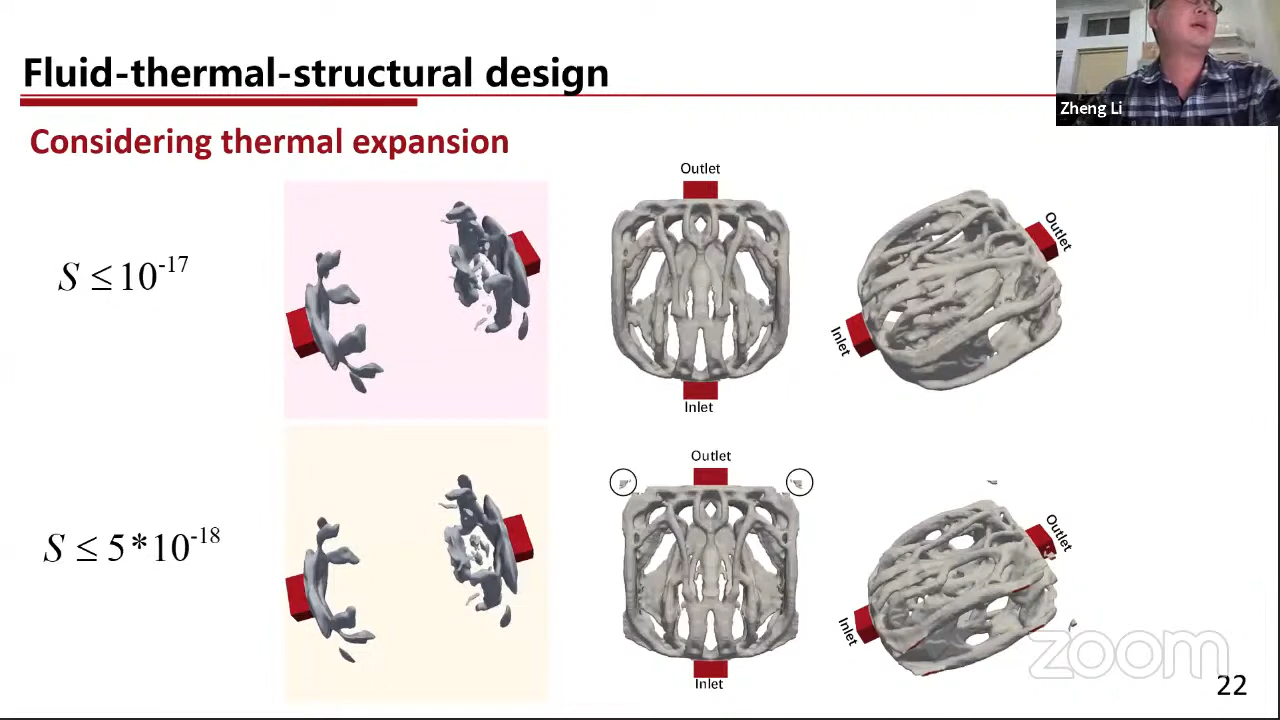 Fluid-thermal-structural design
Zheng Li
Considering thermal expansion
Outlet
S ≤ 10-17
Outlet
Inlet
Inlet
Outlet
S ≤ 5*10-18
Outlet
Inlet
Inlet
zoom
22